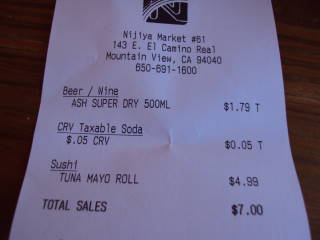 Nijiya Market #61
143 E. El Camino Real
Mountain View, CA 94040
650-691-1600
Beer / Wine
ASH SUPER DRY 500ML $1.79 T
CRV Taxable Soda
$.05 CRV $0.05 T
Sushi
TUNA MAYO ROLL $4.99
TOTAL SALES $7.00